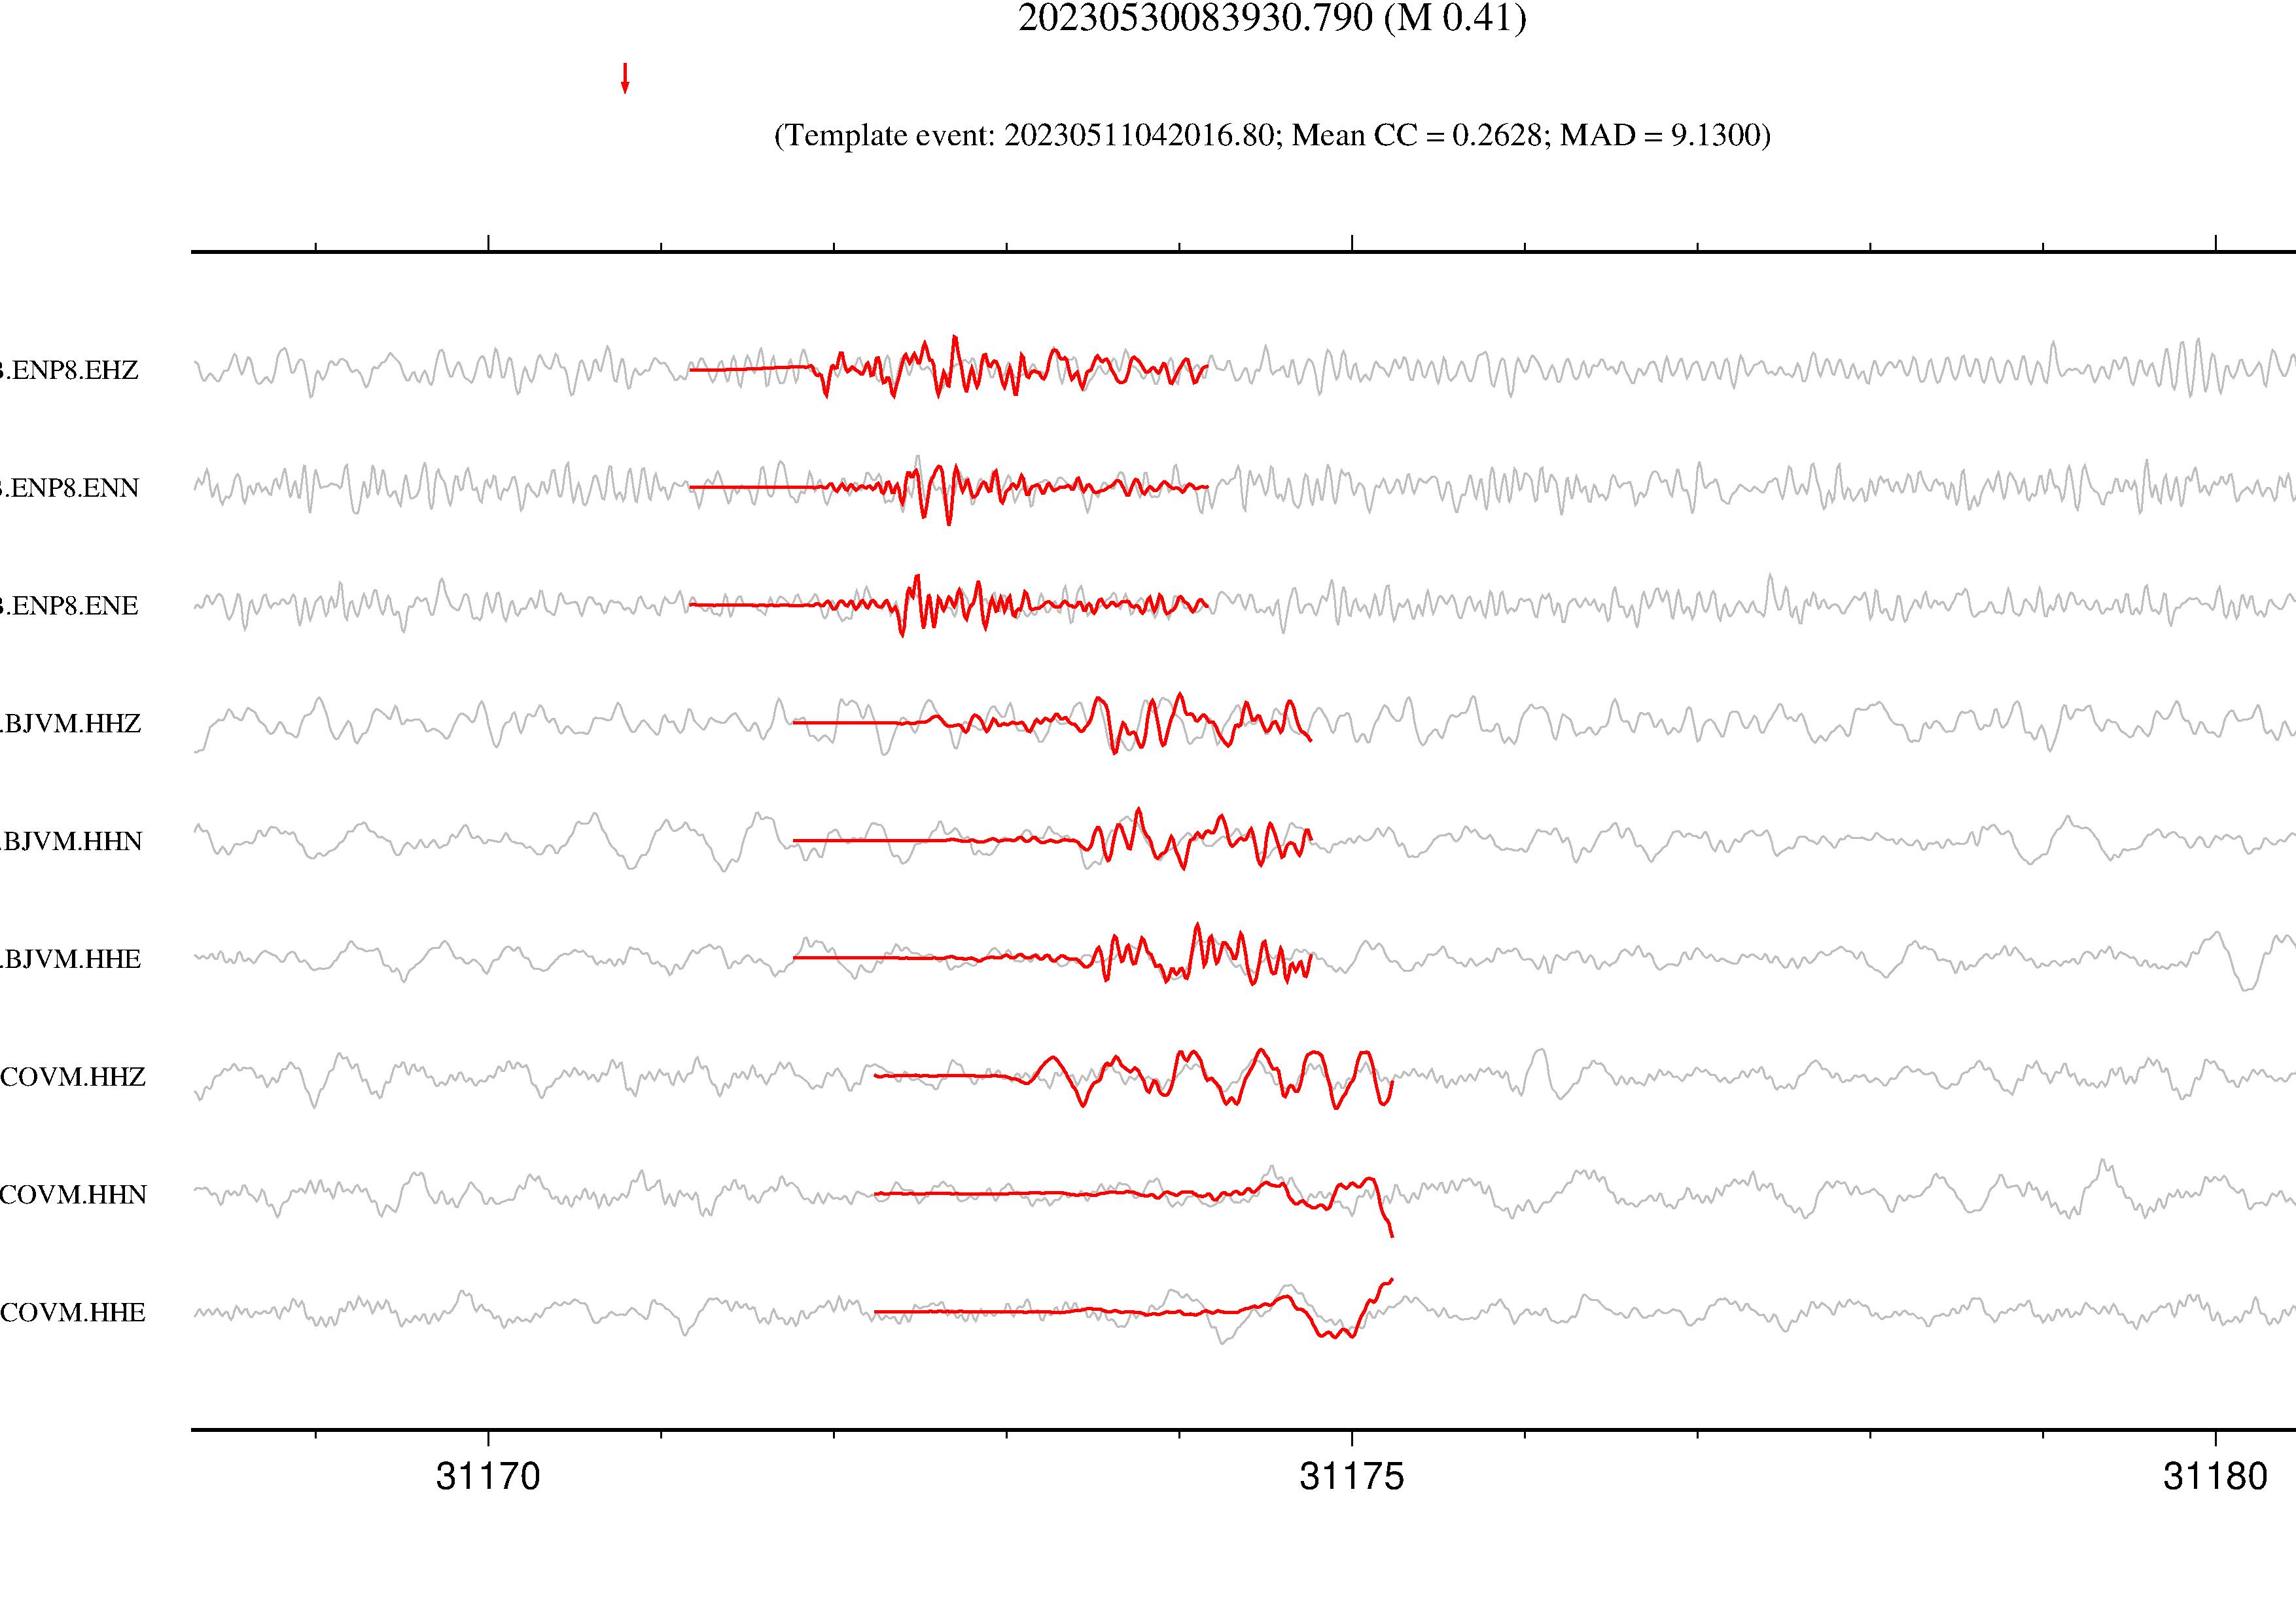 20230530083930.790 (M 0.41)
(Template event: 20230511042016.80; Mean CC = 0.2628; MAD = 9.1300)
.ENP8.EHZ
.ENP8.ENN
.ENP8.ENE
.BJVM.HHZ
.BJVM.HHN
.BJVM.HHE
COVM.HHZ
COVM.HHN
COVM.HHE
31170 31175 31180